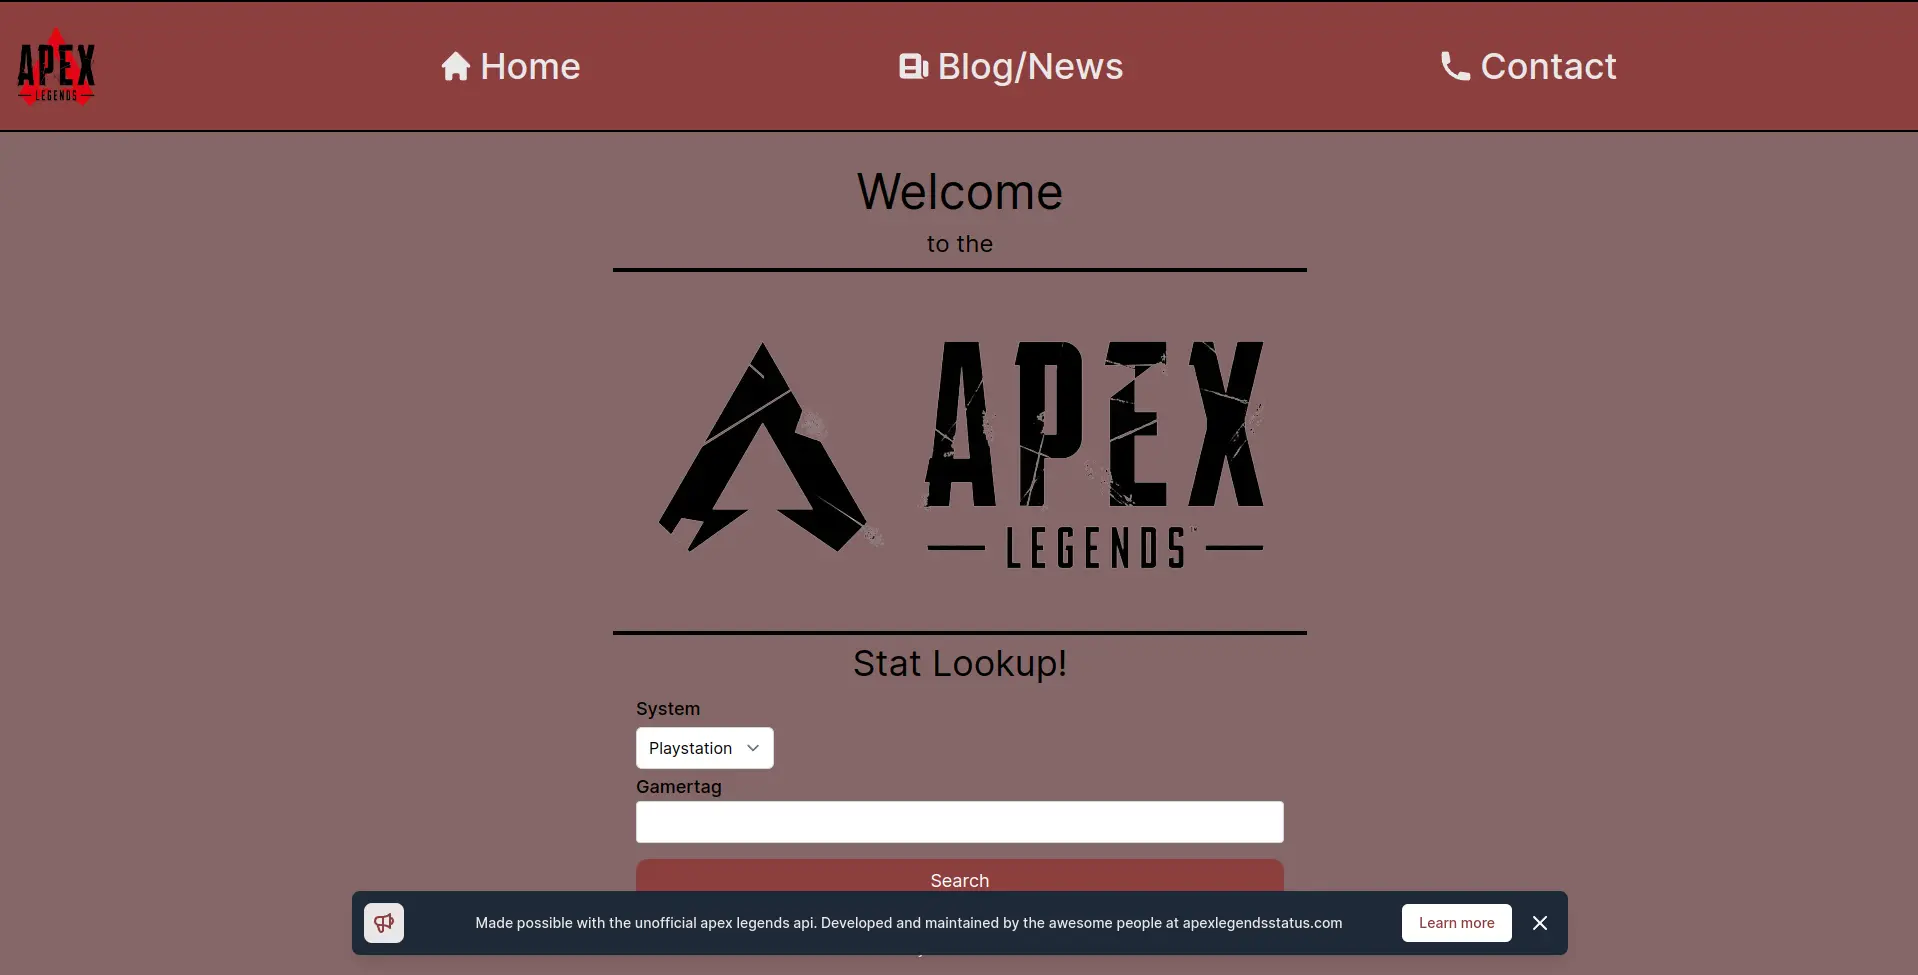 APEX
LEGENDS
Home
Blog/News
Contact
Welcome
to the
APEX
LEGENDS
Stat Lookup!
System
Playstation
Gamertag
Search
Made possible with the unofficial apex legends api. Developed and maintained by the awesome people at apexlegendsstatus.com
Learn more